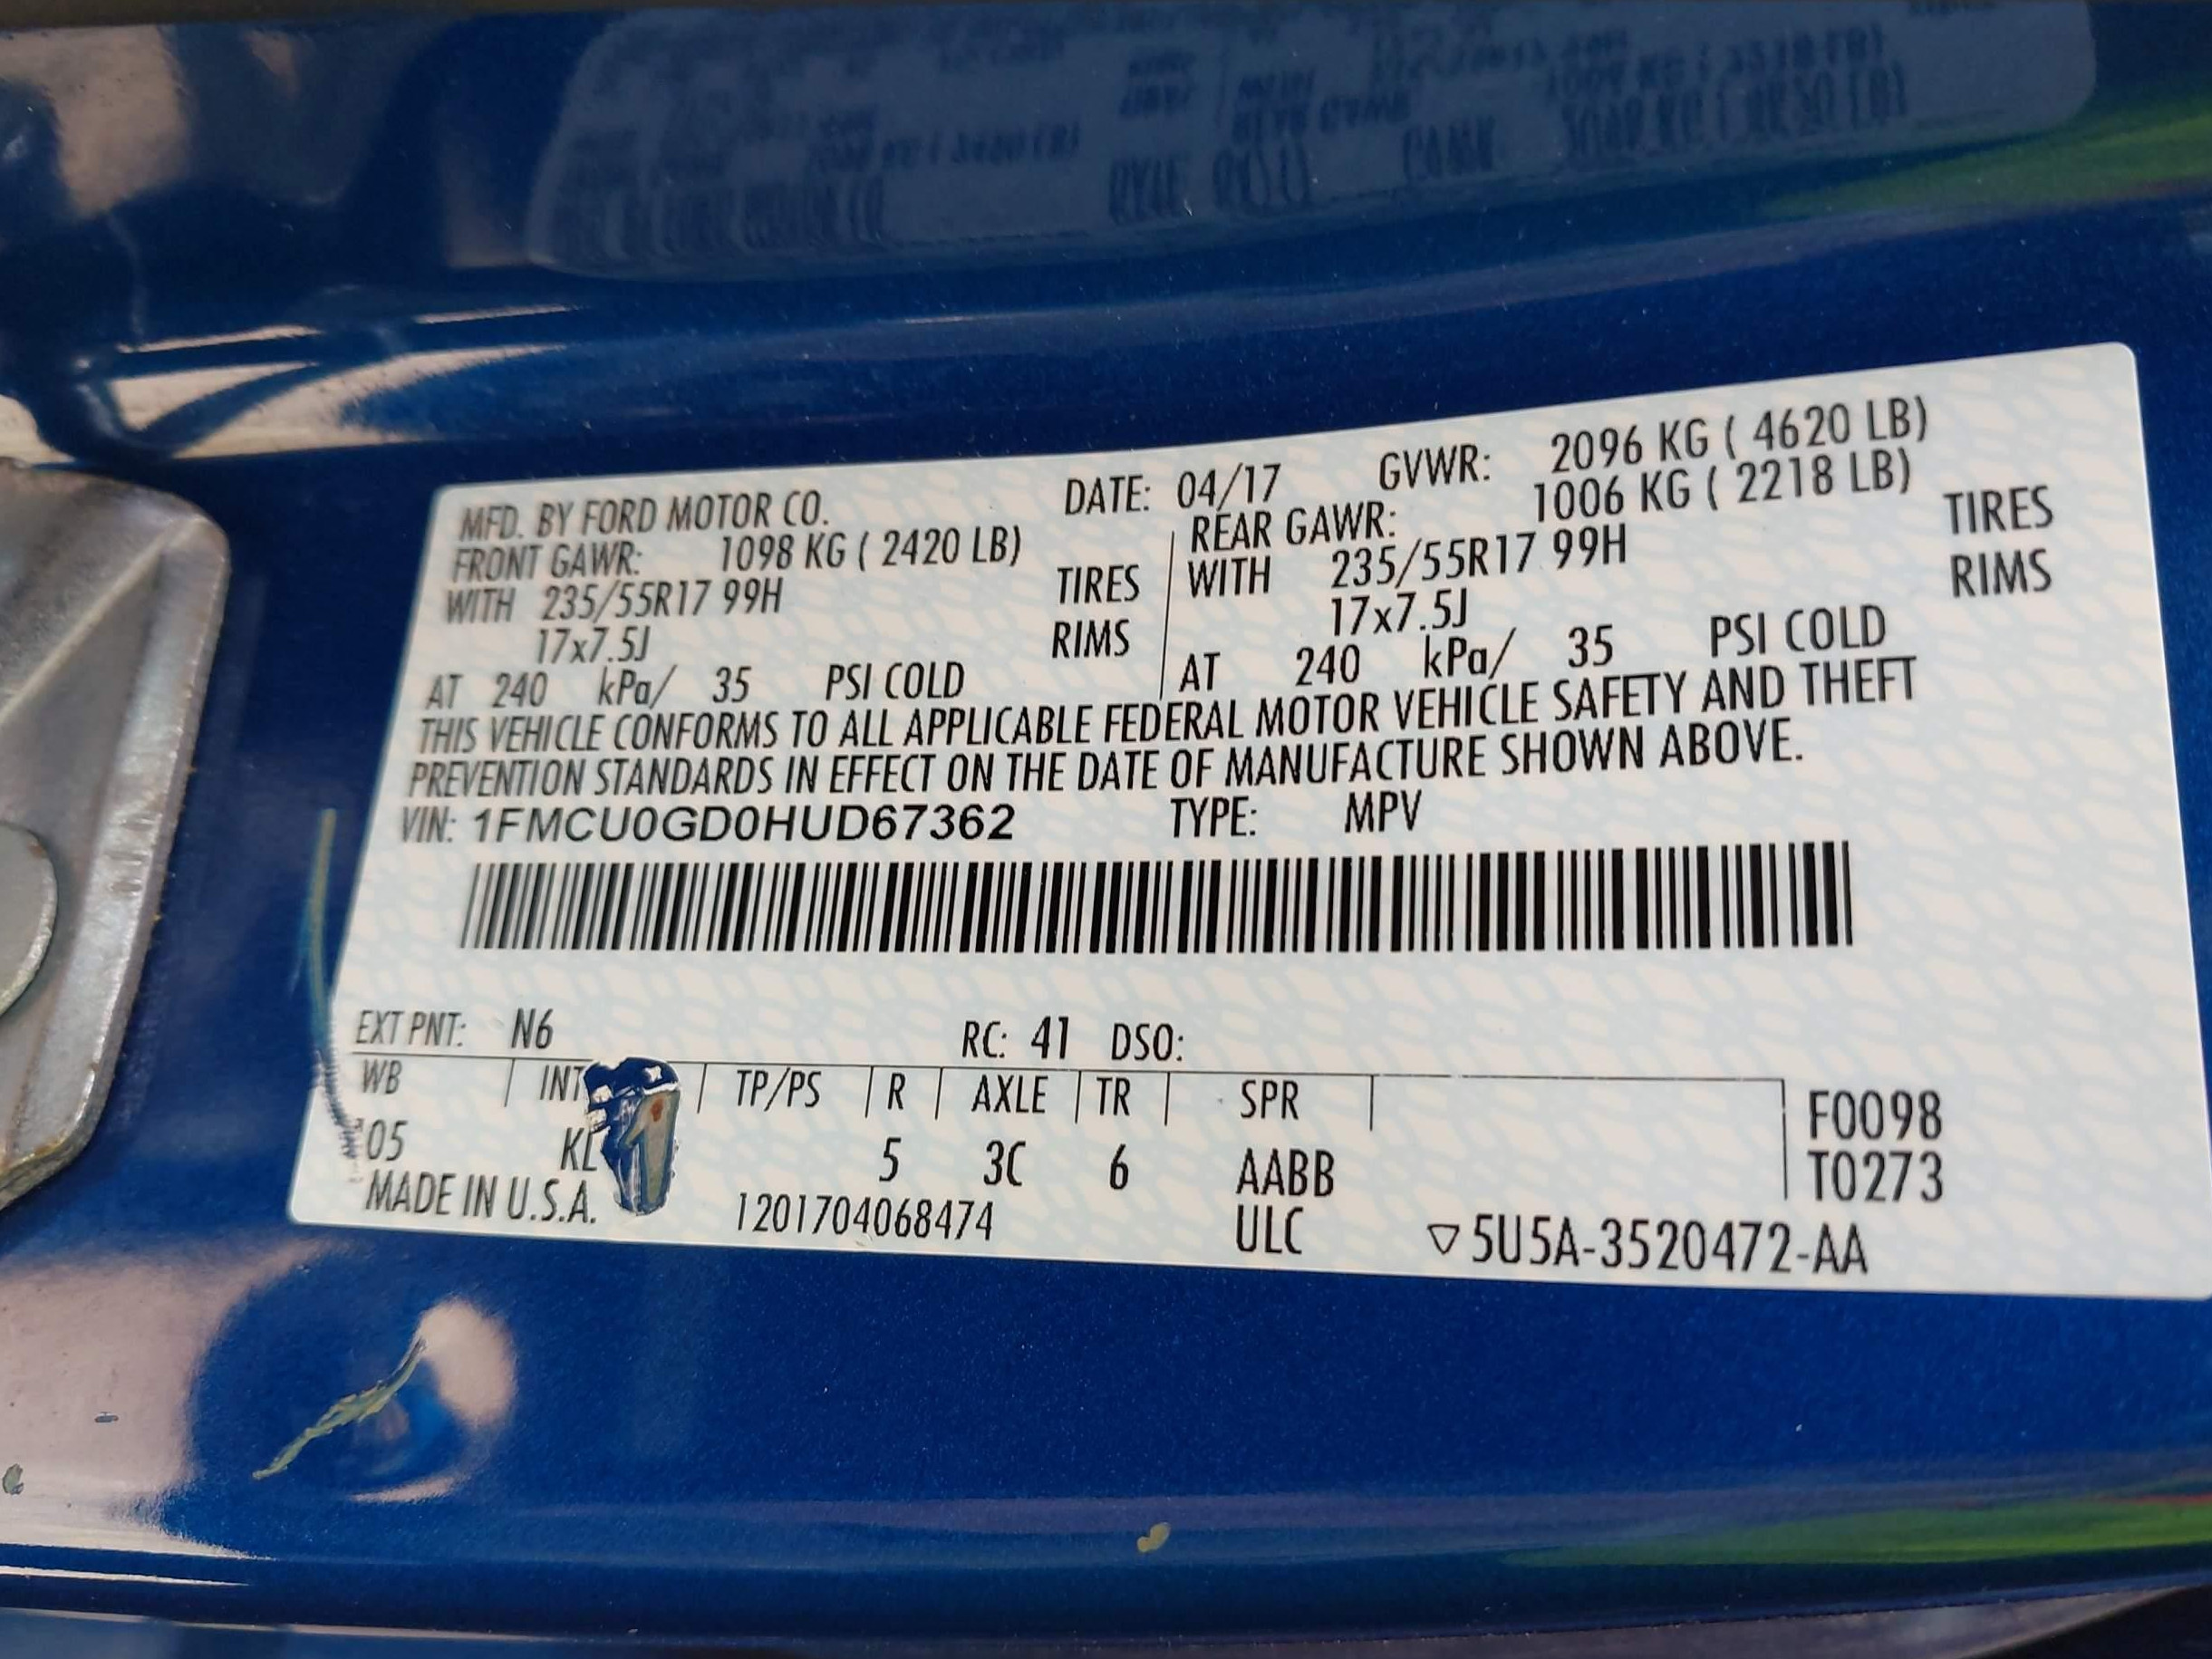 MFD. BY FORD MOTOR CO. DATE: 04/17 GVWR: 2096 KG ( 4620 LB)
FRONT GAWR: 1098 KG ( 2420 LB) REAR GAWR: 1006 KG ( 2218 LB)
WITH 235/55R17 99H TIRES WITH 235/55R17 99H TIRES
17x7.5J RIMS 17x7.5J RIMS
AT 240 kPa/ 35 PSI COLD AT 240 kPa/ 35 PSI COLD
THIS VEHICLE CONFORMS TO ALL APPLICABLE FEDERAL MOTOR VEHICLE SAFETY AND THEFT
PREVENTION STANDARDS IN EFFECT ON THE DATE OF MANUFACTURE SHOWN ABOVE.
VIN: 1FMCU0GD0HUD67362 TYPE: MPV
EXT PNT: N6 RC: 41 DSO:
WB INT TP/PS R AXLE TR SPR F0098
05 KL 5 3C 6 AABB T0273
MADE IN U.S.A. 1201704068474 ULC ▽5U5A-3520472-AA